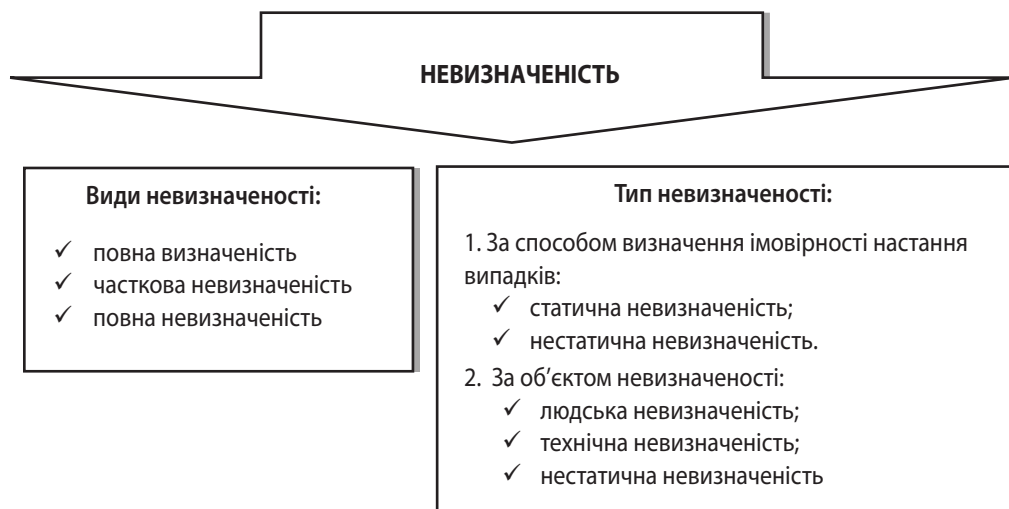 НЕВИЗНАЧЕНІСТЬ
Види невизначеності:
✓ повна визначеність
✓ часткова невизначеність
✓ повна невизначеність
Тип невизначеності:
1. За способом визначення імовірності настання
випадків:
✓ статична невизначеність;
✓ нестатична невизначеність.
2. За об’єктом невизначеності:
✓ людська невизначеність;
✓ технічна невизначеність;
✓ нестатична невизначеність